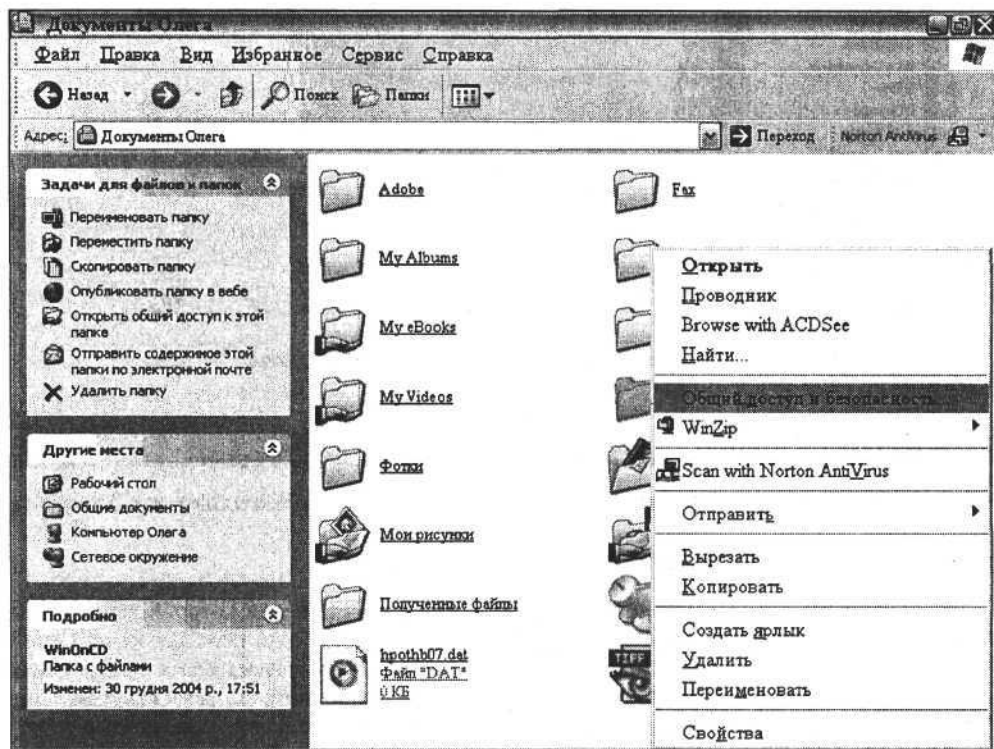 Документы Олега
Файл Правка Вид Избранное Сервис Справка
Назад Поиск Папки
Адрес: Документы Олега Переход Norton AntiVirus
Задачи для файлов и папок
Переименовать папку
Переместить папку
Скопировать папку
Опубликовать папку в вебе
Открыть общий доступ к этой
папке
Отправить содержимое этой
папки по электронной почте
Удалить папку
Другие места
Рабочий стол
Общие документы
Компьютер Олега
Сетевое окружение
Подробно
WinOnCD
Папка с файлами
Изменен: 30 грудня 2004 р., 17:51
Adobe
My Albums
My eBooks
My Videos
Фотки
Мои рисунки
Полученные файлы
hpothb07.dat
Файл "DAT"
0 КБ
Fax
Открыть
Проводник
Browse with ACDSee
Найти...
Общий доступ и безопасность...
WinZip
Scan with Norton AntiVirus
Отправить
Вырезать
Копировать
Создать ярлык
Удалить
Переименовать
Свойства